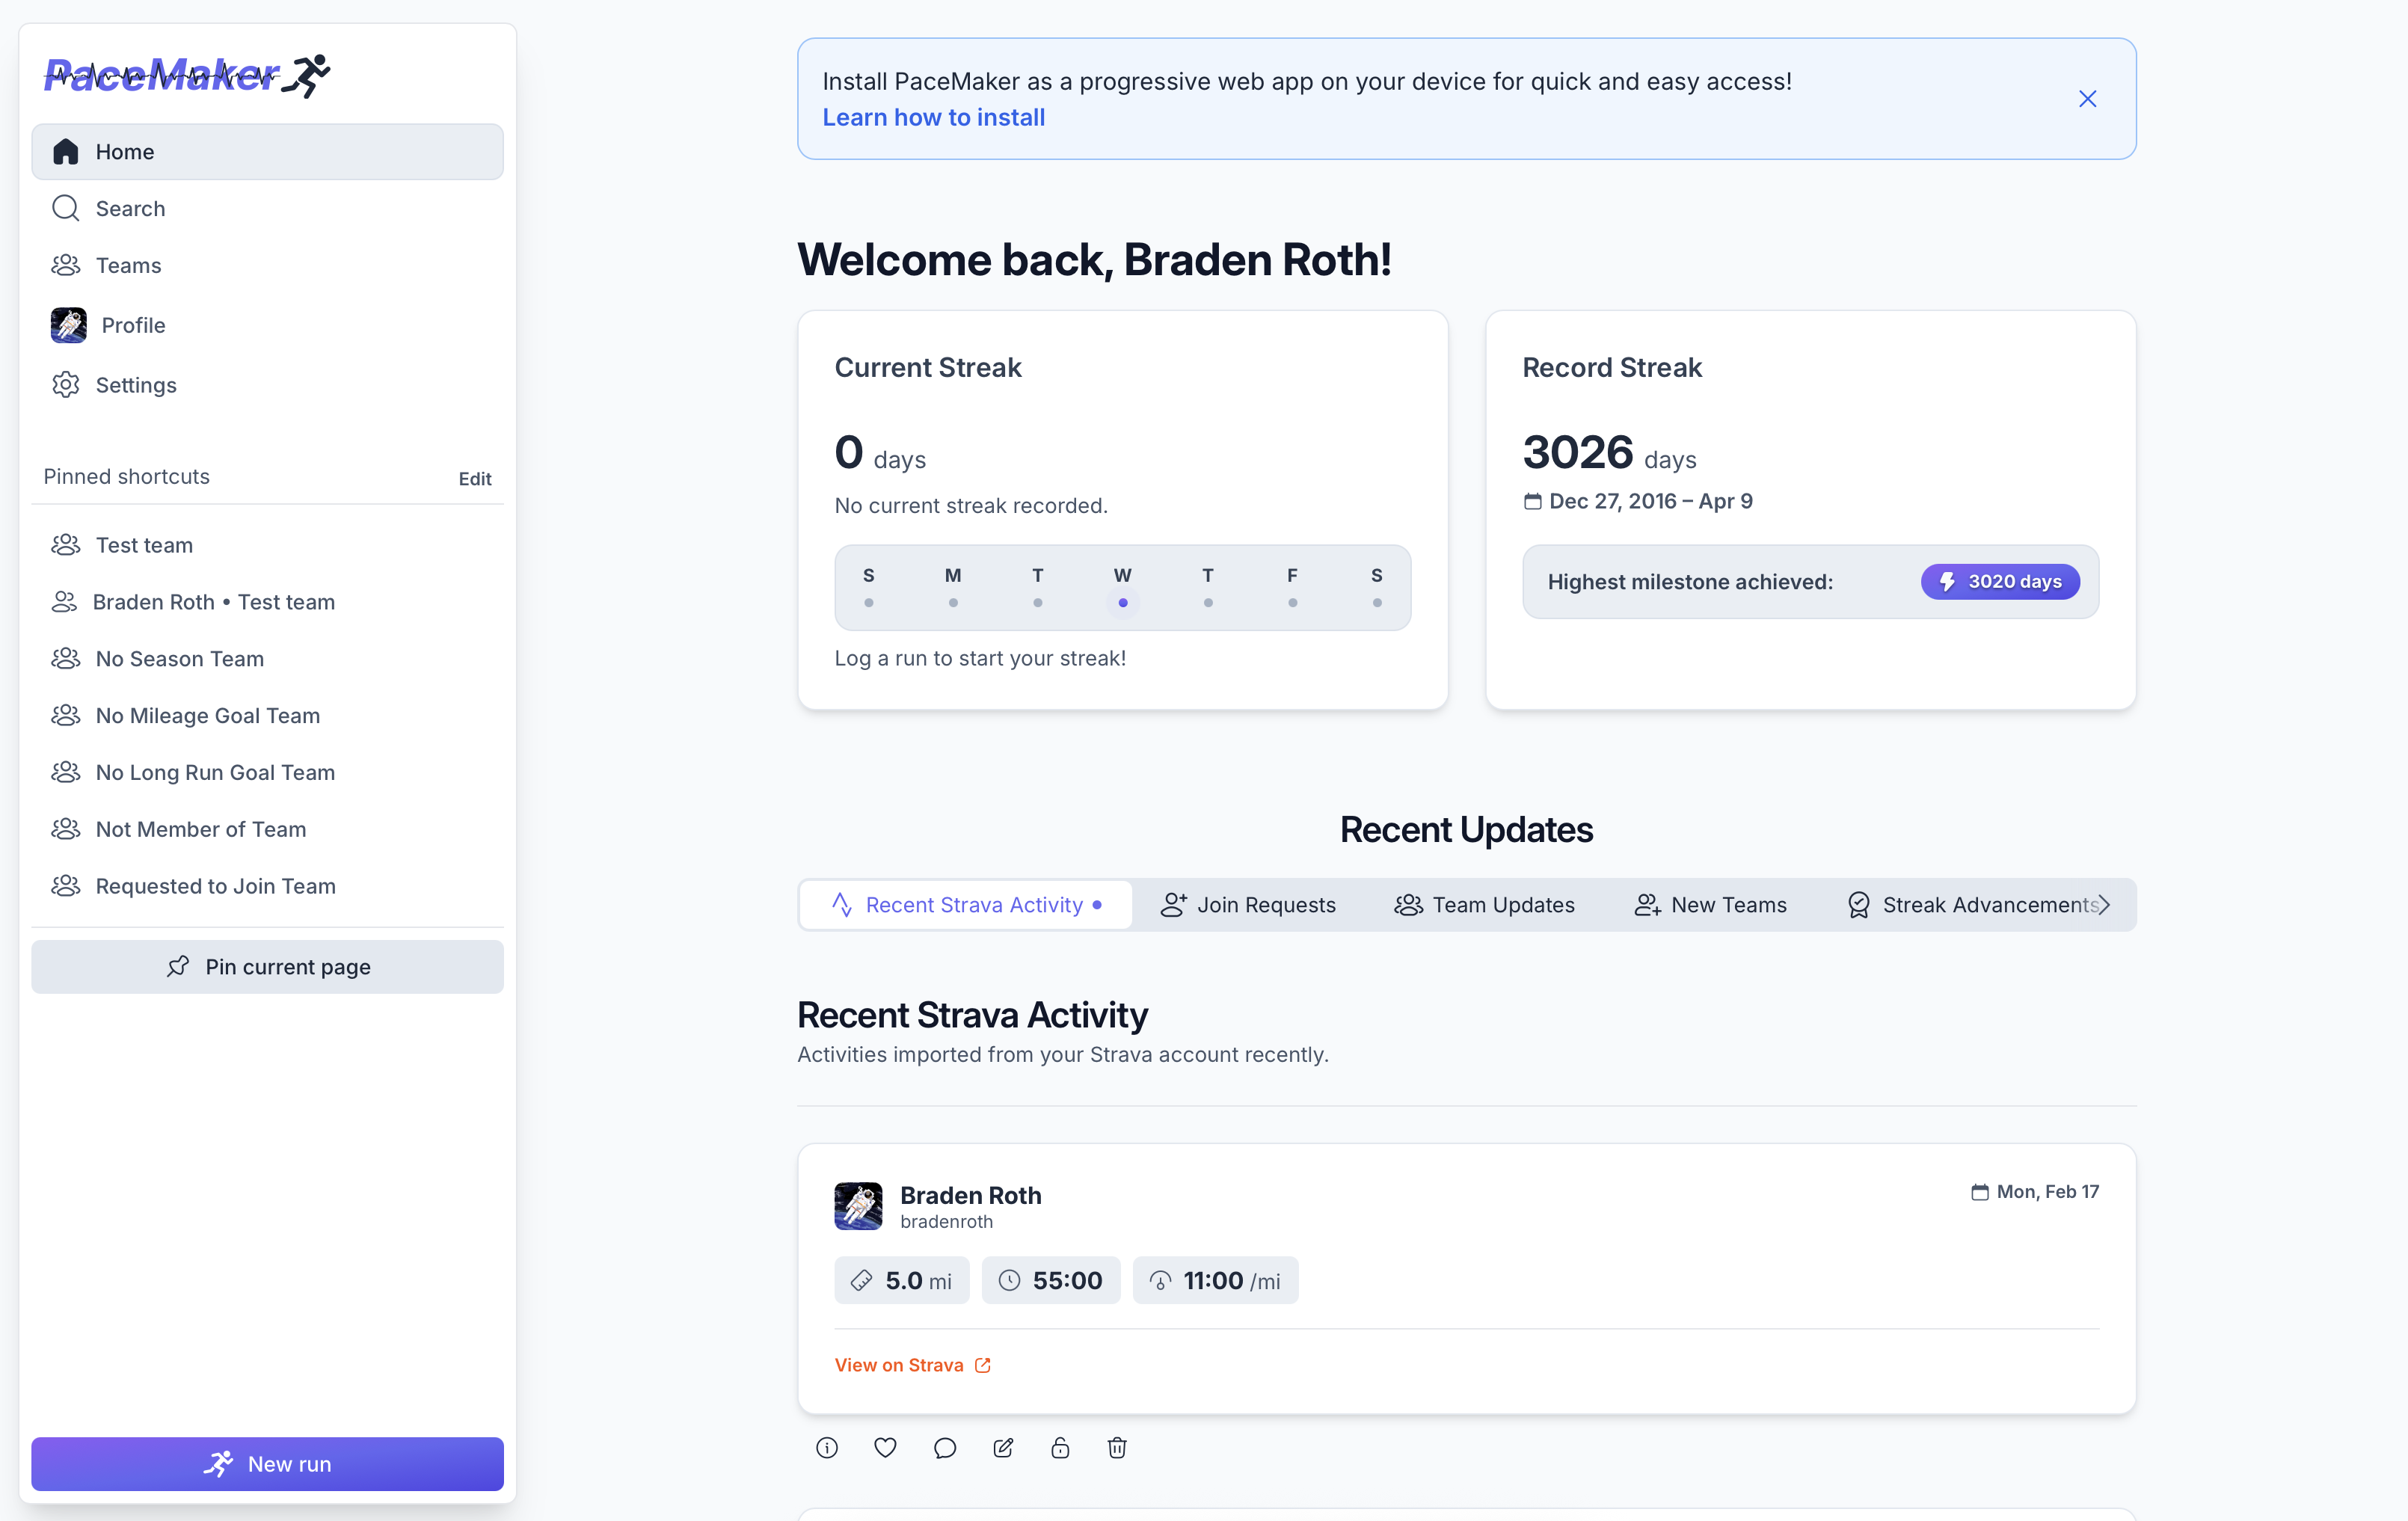 PaceMaker
Home
Search
Teams
Profile
Settings
Pinned shortcuts
Edit
Test team
Braden Roth • Test team
No Season Team
No Mileage Goal Team
No Long Run Goal Team
Not Member of Team
Requested to Join Team
Pin current page
New run
Install PaceMaker as a progressive web app on your device for quick and easy access!
Learn how to install
Welcome back, Braden Roth!
Current Streak
0 days
No current streak recorded.
S M T W T F S
Log a run to start your streak!
Record Streak
3026 days
Dec 27, 2016 – Apr 9
Highest milestone achieved:
3020 days
Recent Updates
Recent Strava Activity
Join Requests
Team Updates
New Teams
Streak Advancements
Recent Strava Activity
Activities imported from your Strava account recently.
Braden Roth
bradenroth
Mon, Feb 17
5.0 mi
55:00
11:00 /mi
View on Strava